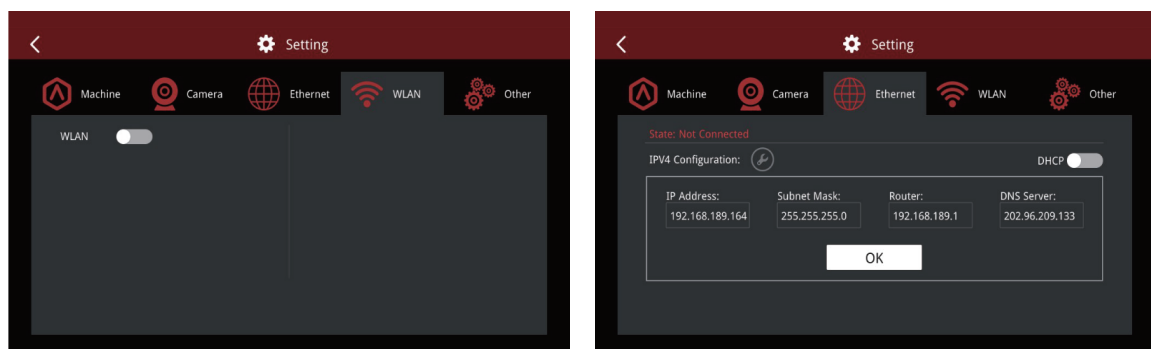 Setting
Machine
Camera
Ethernet
WLAN
Other
WLAN
Setting
Machine
Camera
Ethernet
WLAN
Other
State: Not Connected
IPV4 Configuration:
DHCP
IP Address:
Subnet Mask:
Router:
DNS Server:
192.168.189.164
255.255.255.0
192.168.189.1
202.96.209.133
OK